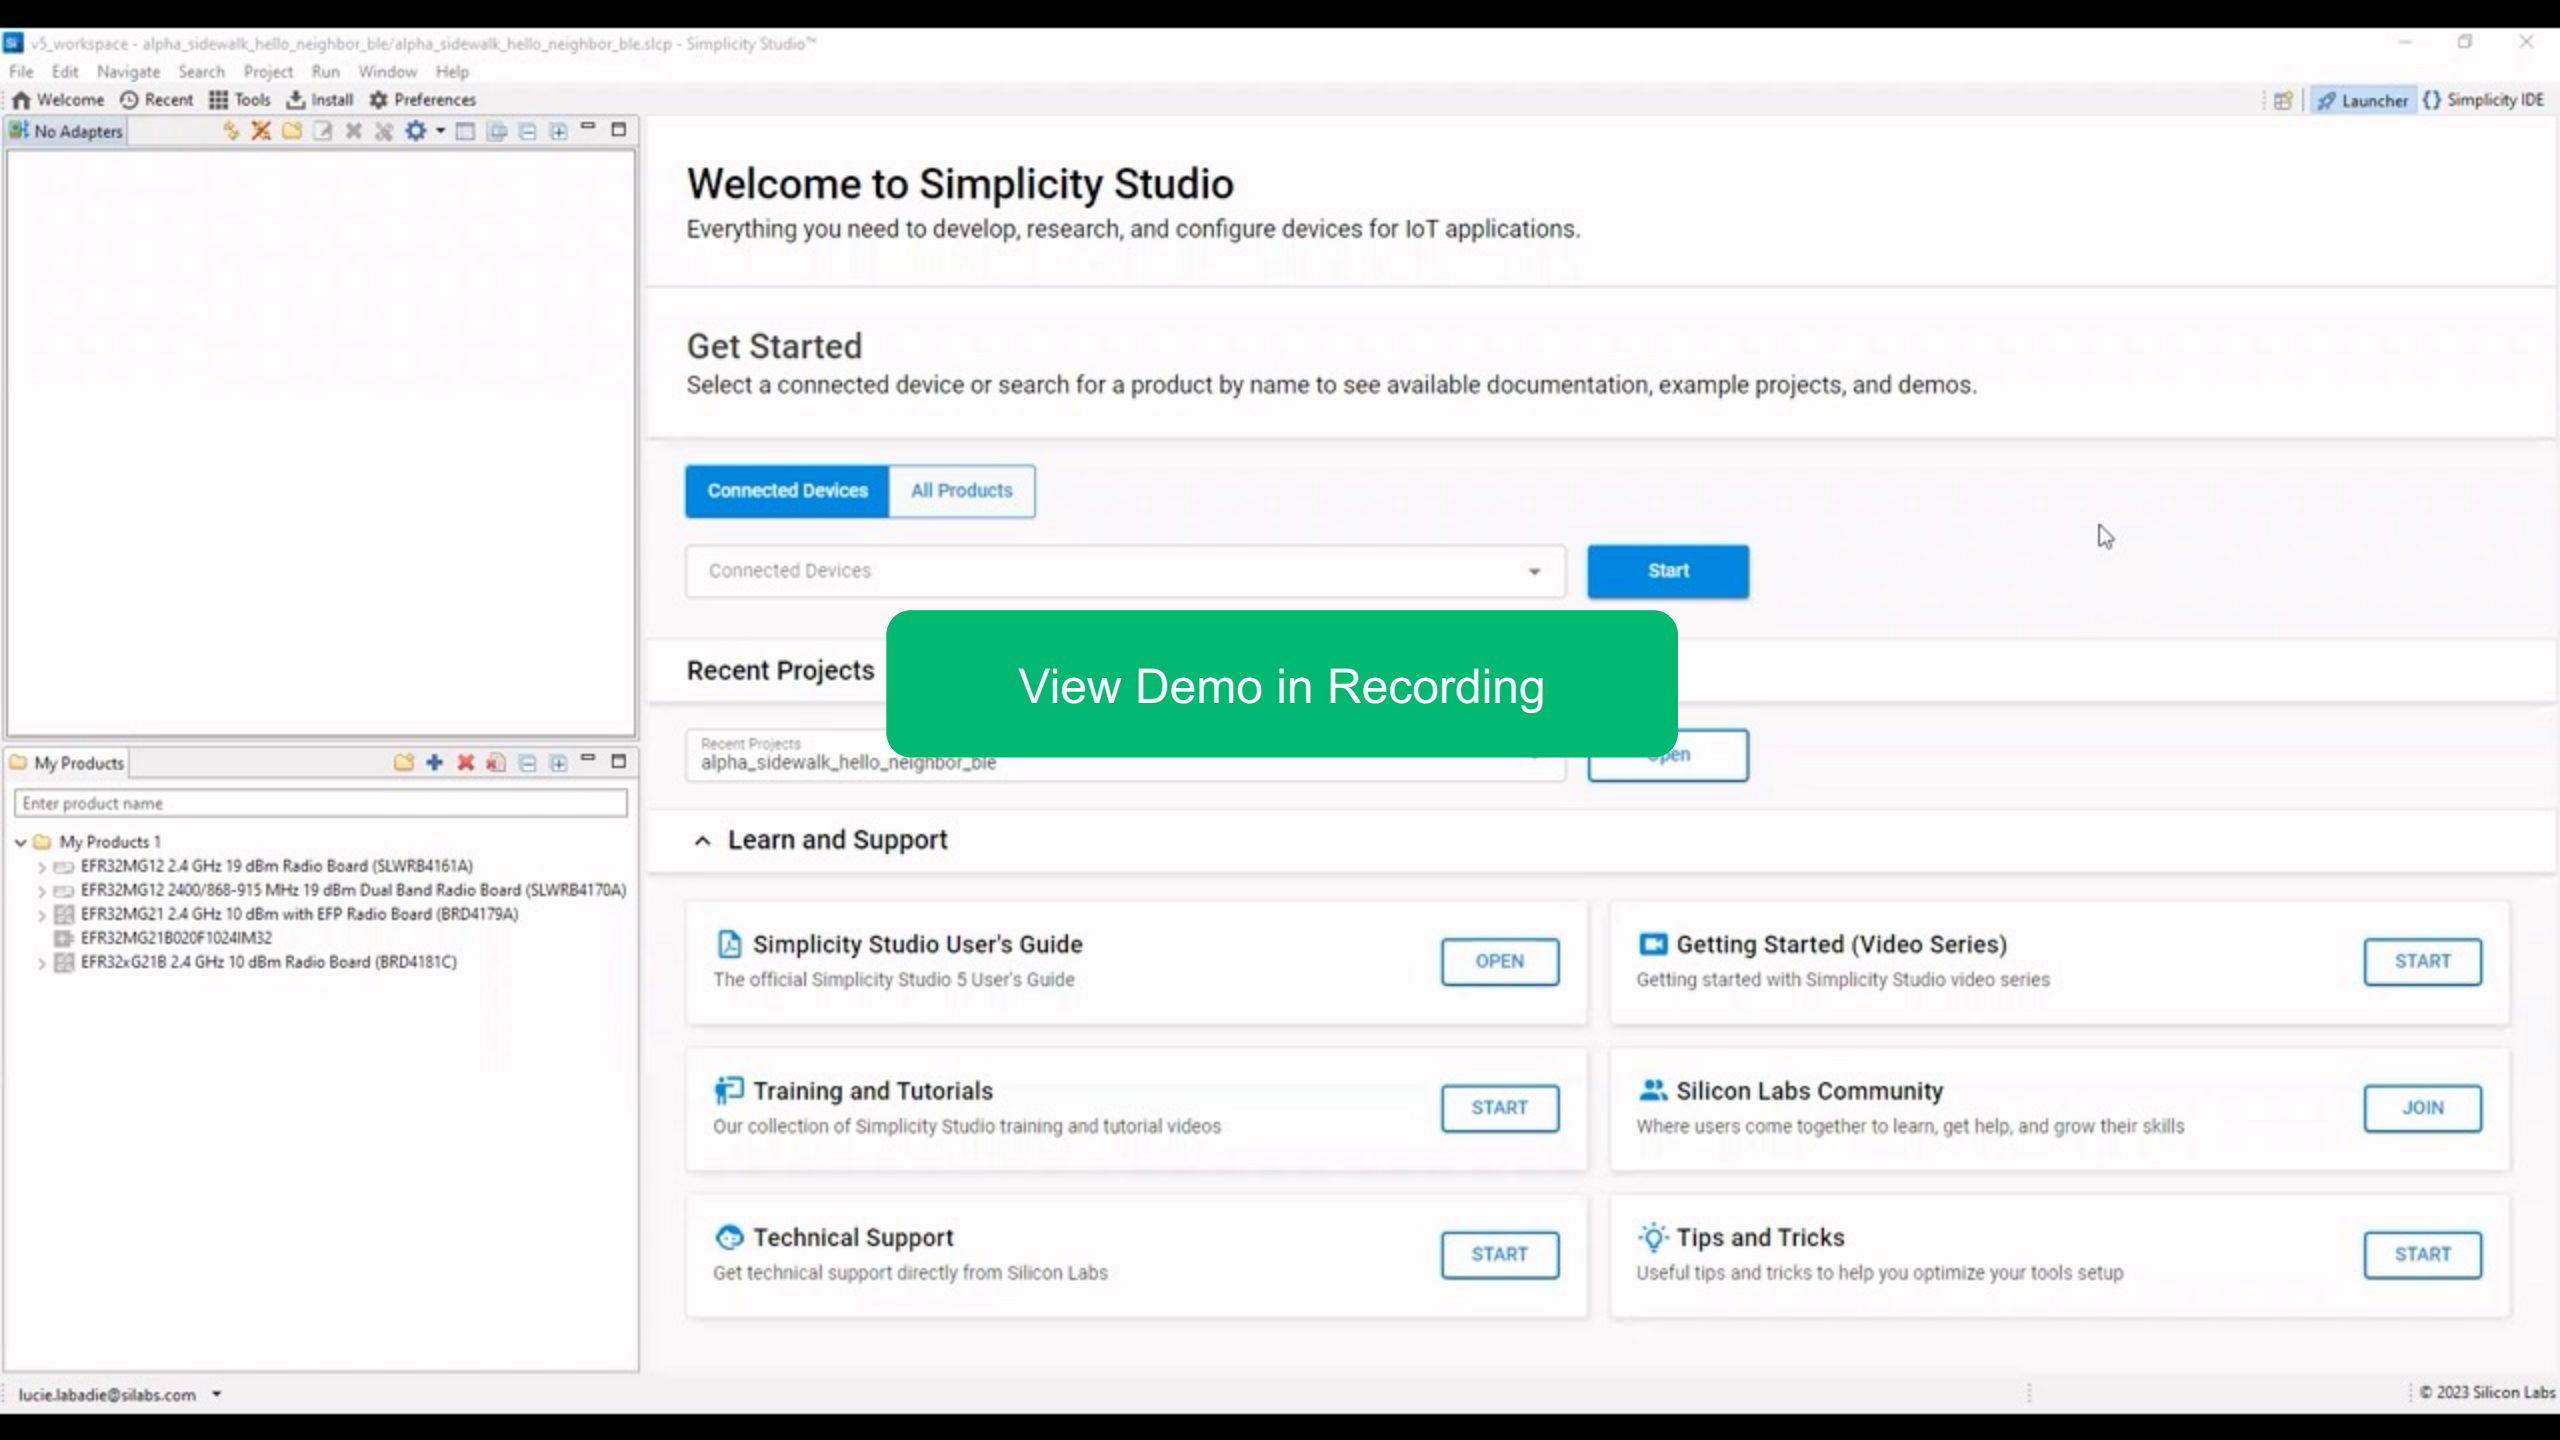 v5_workspace - alpha_sidewalk_hello_neighbor_ble/alpha_sidewalk_hello_neighbor_ble.slcp - Simplicity Studio™
File Edit Navigate Search Project Run Window Help
Welcome Recent Tools Install Preferences
Launcher Simplicity IDE
No Adapters
Welcome to Simplicity Studio
Everything you need to develop, research, and configure devices for IoT applications.
Get Started
Select a connected device or search for a product by name to see available documentation, example projects, and demos.
Connected Devices All Products
Connected Devices Start
Recent Projects
View Demo in Recording
Recent Projects
alpha_sidewalk_hello_neighbor_ble
Open
My Products
Enter product name
My Products 1
EFR32MG12 2.4 GHz 19 dBm Radio Board (SLWRB4161A)
EFR32MG12 2400/868-915 MHz 19 dBm Dual Band Radio Board (SLWRB4170A)
EFR32MG21 2.4 GHz 10 dBm with EFP Radio Board (BRD4179A)
EFR32MG21B020F1024IM32
EFR32xG21B 2.4 GHz 10 dBm Radio Board (BRD4181C)
Learn and Support
Simplicity Studio User's Guide
The official Simplicity Studio 5 User's Guide
OPEN
Getting Started (Video Series)
Getting started with Simplicity Studio video series
START
Training and Tutorials
Our collection of Simplicity Studio training and tutorial videos
START
Silicon Labs Community
Where users come together to learn, get help, and grow their skills
JOIN
Technical Support
Get technical support directly from Silicon Labs
START
Tips and Tricks
Useful tips and tricks to help you optimize your tools setup
START
lucie.labadie@silabs.com
© 2023 Silicon Labs